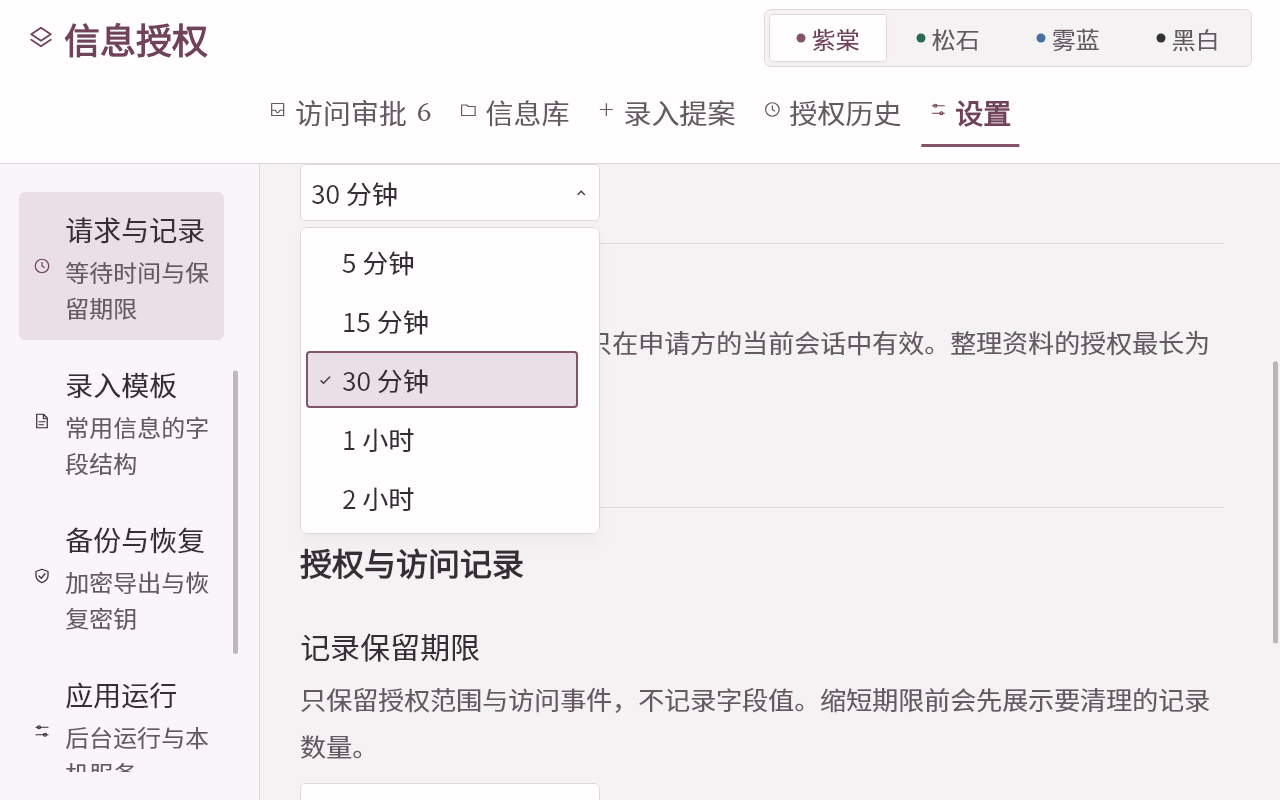 信息授权
紫棠
松石
雾蓝
黑白
访问审批 6
信息库
录入提案
授权历史
设置
请求与记录
等待时间与保
留期限
录入模板
常用信息的字
段结构
备份与恢复
加密导出与恢
复密钥
应用运行
后台运行与本
30 分钟
5 分钟
15 分钟
30 分钟
1 小时
2 小时
只在申请方的当前会话中有效。整理资料的授权最长为
授权与访问记录
记录保留期限
只保留授权范围与访问事件，不记录字段值。缩短期限前会先展示要清理的记录
数量。